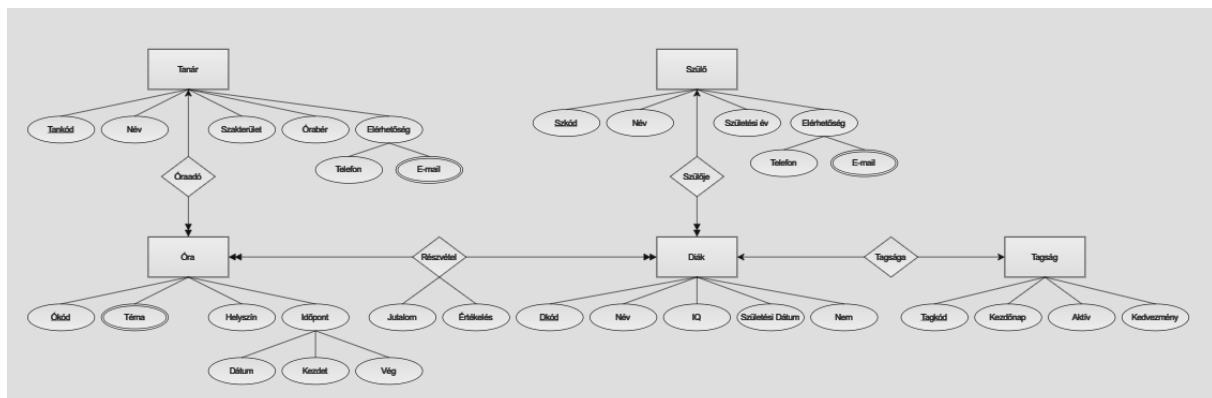 Tanár
Szülő
Tankód
Név
Szakterület
Órabér
Elérhetőség
Szkód
Név
Születési év
Elérhetőség
Telefon
E-mail
Telefon
E-mail
Óraadó
Szülője
Óra
Részvétel
Diák
Tagsága
Tagság
Ókód
Téma
Helyszín
Időpont
Jutalom
Értékelés
Dkód
Név
IQ
Születési Dátum
Nem
Tagkód
Kezdőnap
Aktív
Kedvezmény
Dátum
Kezdet
Vég